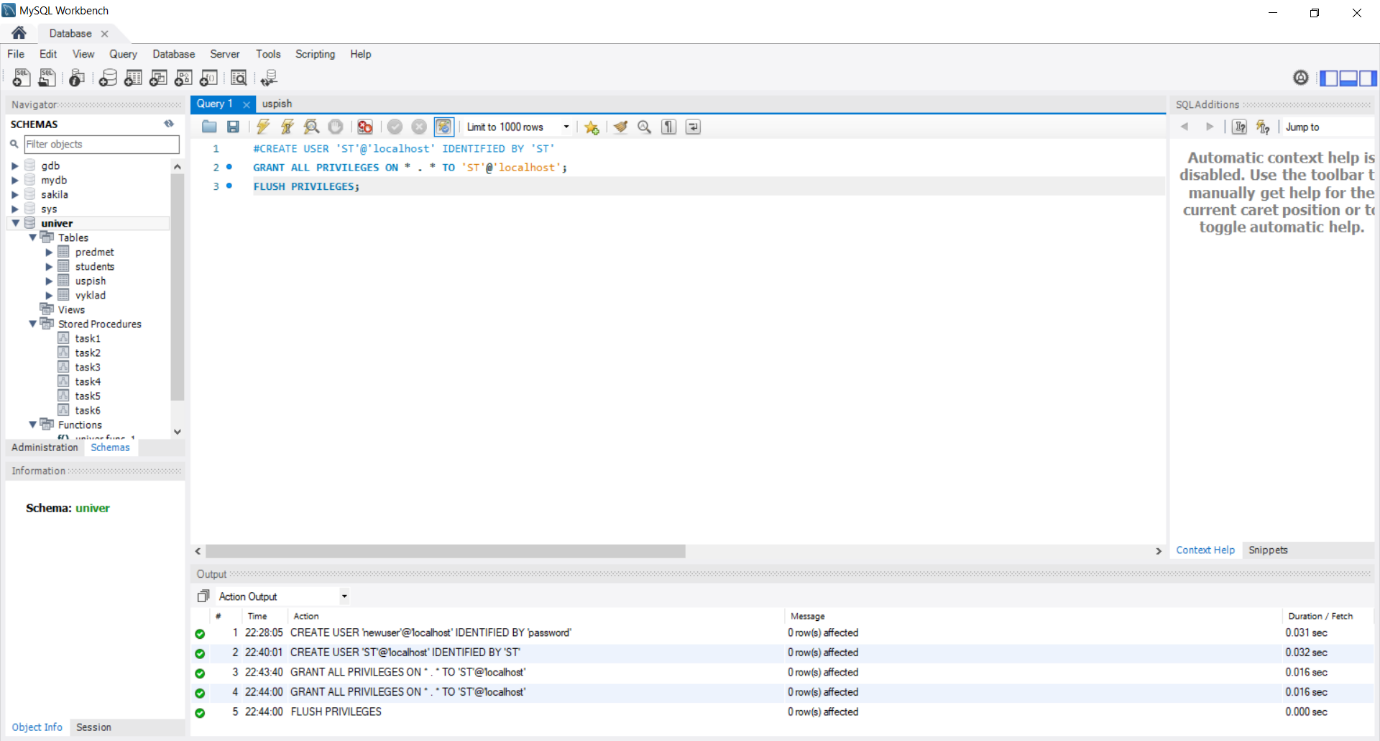 MySQL Workbench
Database
File Edit View Query Database Server Tools Scripting Help
Navigator
SCHEMAS
Filter objects
gdb
mydb
sakila
sys
univer
Tables
predmet
students
uspish
vyklad
Views
Stored Procedures
task1
task2
task3
task4
task5
task6
Functions
Administration Schemas
Information
Schema: univer
Object Info Session
Query 1 uspish
Limit to 1000 rows
1 #CREATE USER 'ST'@'localhost' IDENTIFIED BY 'ST'
2 GRANT ALL PRIVILEGES ON * . * TO 'ST'@'localhost';
3 FLUSH PRIVILEGES;
SQLAdditions
Jump to
Automatic context help is
disabled. Use the toolbar t
manually get help for the
current caret position or to
toggle automatic help.
Context Help Snippets
Output
Action Output
# Time Action Message Duration / Fetch
1 22:28:05 CREATE USER 'newuser'@'localhost' IDENTIFIED BY 'password' 0 row(s) affected 0.031 sec
2 22:40:01 CREATE USER 'ST'@'localhost' IDENTIFIED BY 'ST' 0 row(s) affected 0.032 sec
3 22:43:40 GRANT ALL PRIVILEGES ON * . * TO 'ST'@'localhost' 0 row(s) affected 0.016 sec
4 22:44:00 GRANT ALL PRIVILEGES ON * . * TO 'ST'@'localhost' 0 row(s) affected 0.016 sec
5 22:44:00 FLUSH PRIVILEGES 0 row(s) affected 0.000 sec